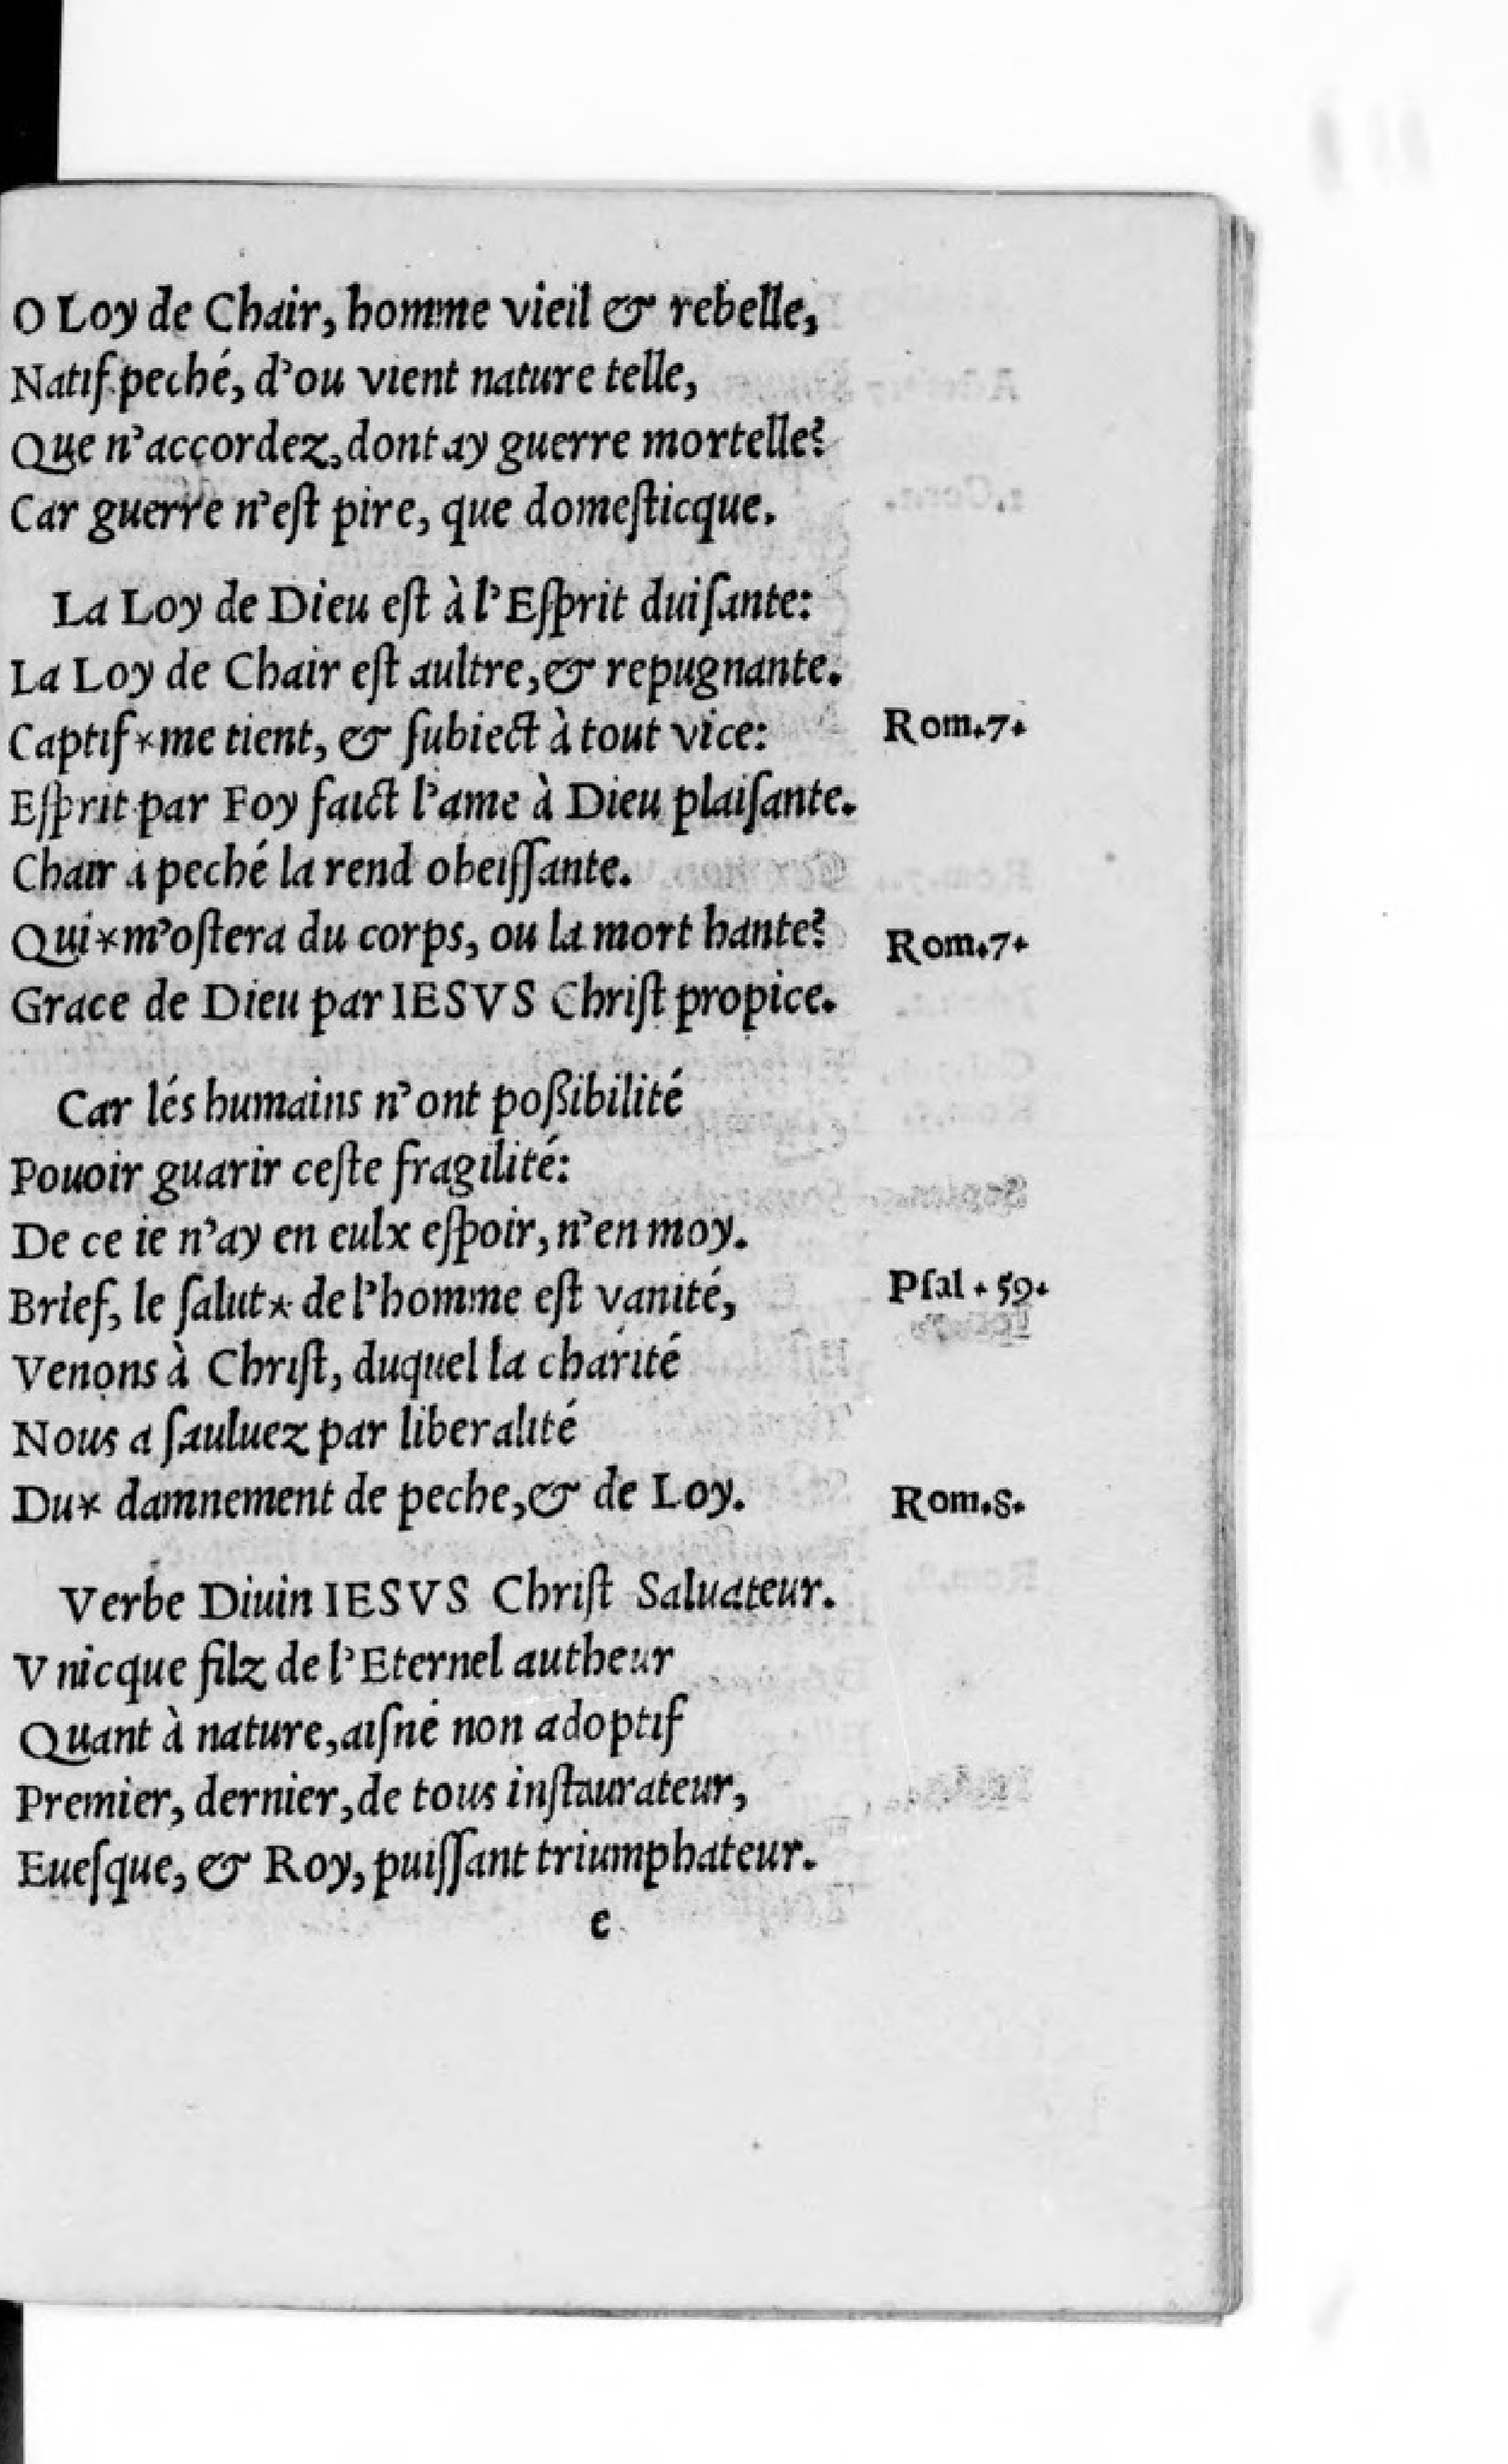 O Loy de Chair, homme vieil & rebelle,
Natif peché, d'ou vient nature telle,
Que n'accordez, dont ay guerre mortelle?
Car guerre n'eſt pire, que domeſticque.
La Loy de Dieu eſt à l'Eſprit duiſante:
La Loy de Chair eſt aultre, & repugnante.
Captif * me tient, & ſubiect à tout vice: Rom. 7.
Eſprit par Foy faict l'ame à Dieu plaiſante.
Chair a peché la rend obeiſſante.
Qui * m'oſtera du corps, ou la mort hante? Rom. 7.
Grace de Dieu par IESVS Chriſt propice.
Car lés humains n'ont poßibilité
Pouoir guarir ceſte fragilité:
De ce ie n'ay en eulx eſpoir, n'en moy.
Brief, le ſalut * de l'homme eſt vanité, Pſal. 59.
Venons à Chriſt, duquel la charité
Nous a ſauluez par liberalité
Du * damnement de peche, & de Loy. Rom. 8.
Verbe Diuin IESVS Chriſt Saluateur.
Vnicque filz de l'Eternel autheur
Quant à nature, aiſné non adoptif
Premier, dernier, de tous inſtaurateur,
Eueſque, & Roy, puiſſant triumphateur.
c